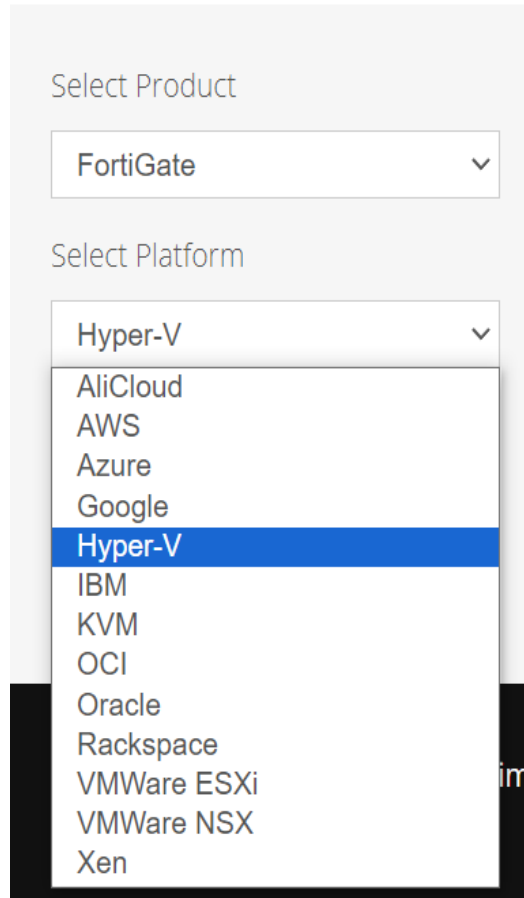 Select Product
FortiGate
Select Platform
Hyper-V
AliCloud
AWS
Azure
Google
Hyper-V
IBM
KVM
OCI
Oracle
Rackspace
VMWare ESXi
VMWare NSX
Xen